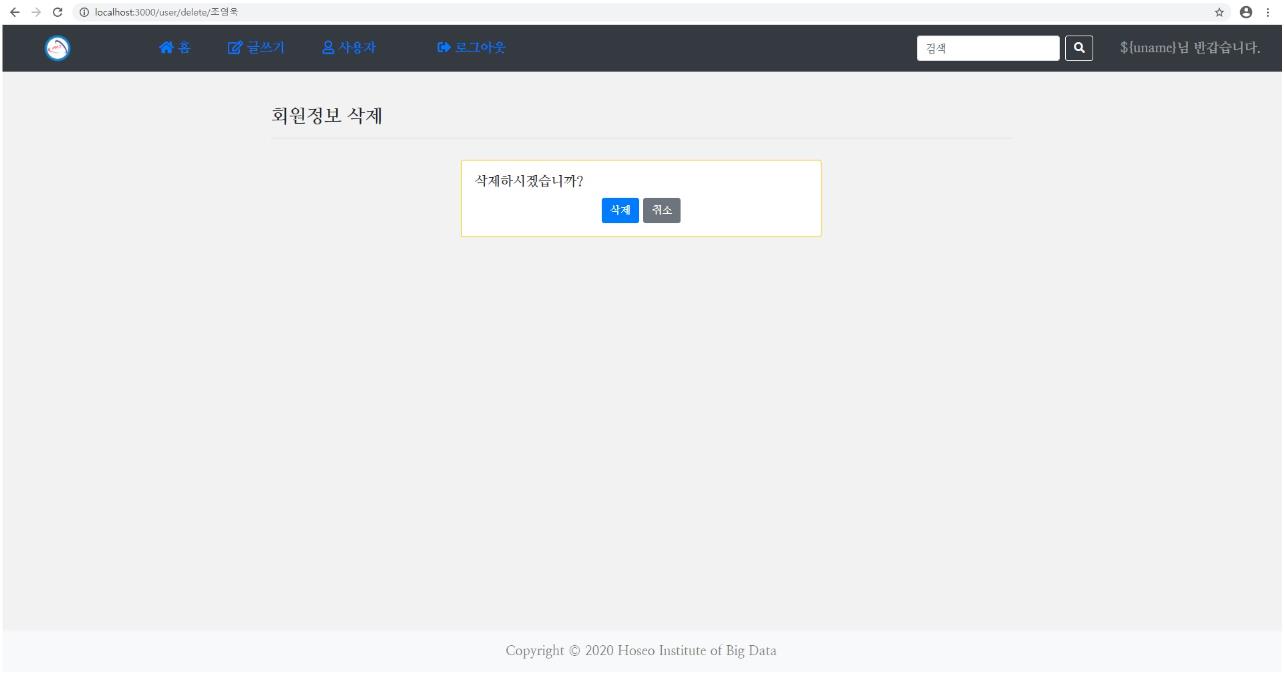 localhost:3000/user/delete/조영욱
홈 글쓰기 사용자 로그아웃 검색 ${uname}님 반갑습니다.
회원정보 삭제
삭제하시겠습니까?
삭제 취소
Copyright © 2020 Hoseo Institute of Big Data